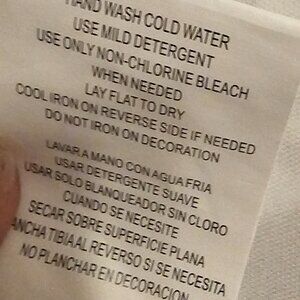 HAND WASH COLD WATER
USE MILD DETERGENT
USE ONLY NON-CHLORINE BLEACH
WHEN NEEDED
LAY FLAT TO DRY
COOL IRON ON REVERSE SIDE IF NEEDED
DO NOT IRON ON DECORATION
LAVAR A MANO CON AGUA FRIA
USAR DETERGENTE SUAVE
USAR SOLO BLANQUEADOR SIN CLORO
CUANDO SE NECESITE
SECAR SOBRE SUPERFICIE PLANA
ANCHA TIBIA AL REVERSO SI SE NECESITA
NO PLANCHAR EN DECORACION